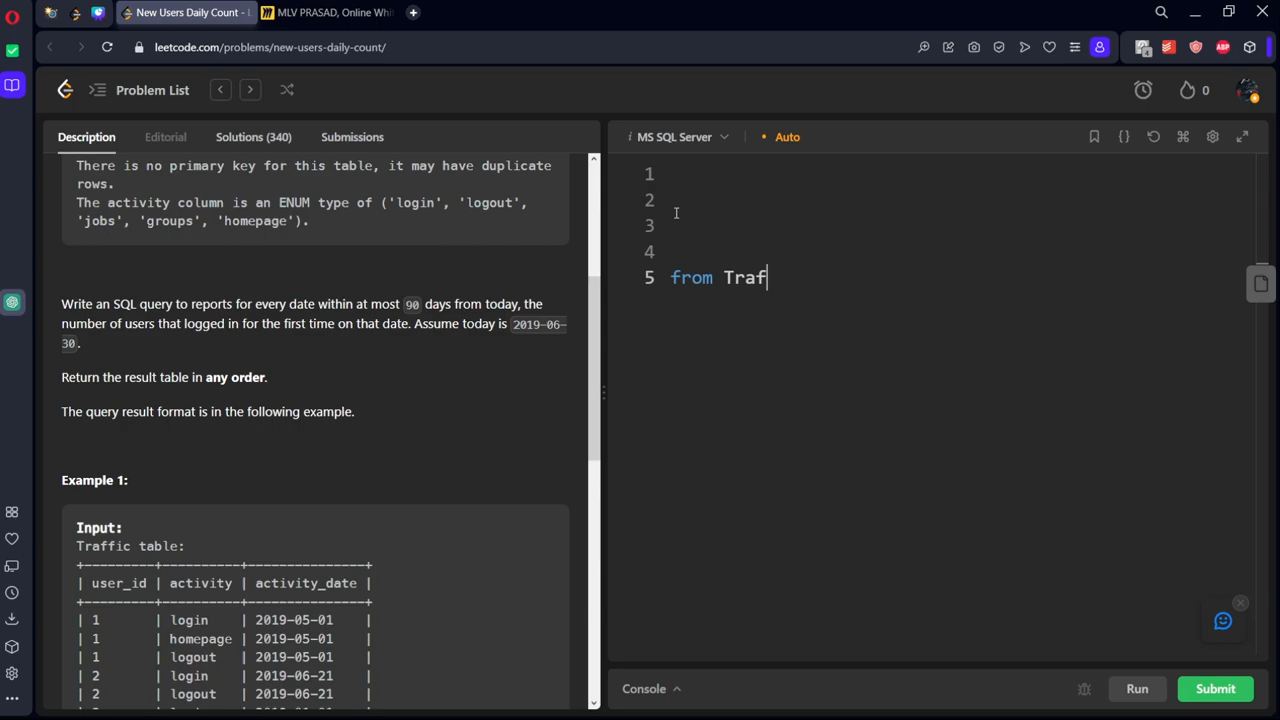 New Users Daily Count - L
MLV PRASAD, Online Whi
leetcode.com/problems/new-users-daily-count/
ABP
Problem List
0
Description
Editorial
Solutions (340)
Submissions
There is no primary key for this table, it may have duplicate
rows.
The activity column is an ENUM type of ('login', 'logout',
'jobs', 'groups', 'homepage').
Write an SQL query to reports for every date within at most 90 days from today, the
number of users that logged in for the first time on that date. Assume today is 2019-06-
30.
Return the result table in any order.
The query result format is in the following example.
Example 1:
Input:
Traffic table:
+---------+----------+---------------+
| user_id | activity | activity_date |
+---------+----------+---------------+
| 1 | login | 2019-05-01 |
| 1 | homepage | 2019-05-01 |
| 1 | logout | 2019-05-01 |
| 2 | login | 2019-06-21 |
| 2 | logout | 2019-06-21 |
i MS SQL Server
• Auto
1
2
3
4
5 from Traf
Console
Run
Submit